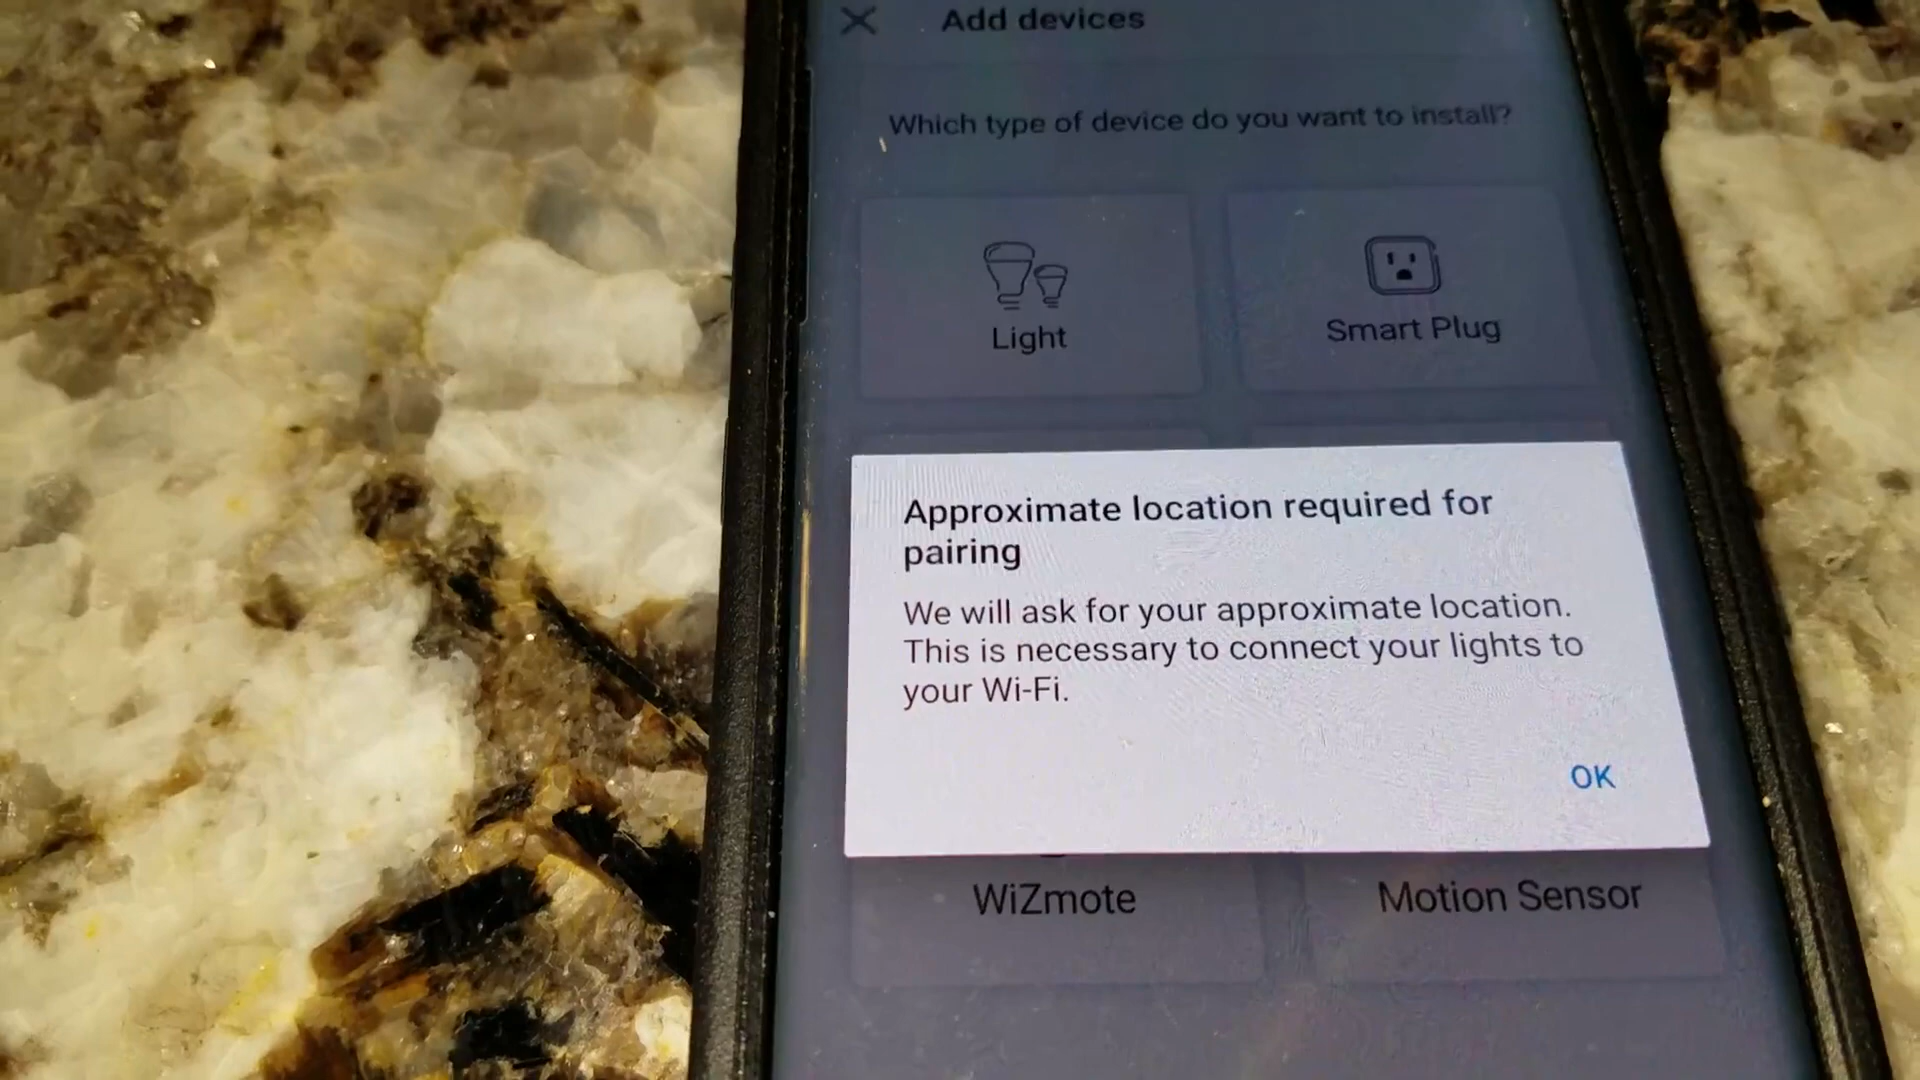 Add devices
Which type of device do you want to install?
Light
Smart Plug
Approximate location required for
pairing
We will ask for your approximate location.
This is necessary to connect your lights to
your Wi-Fi.
OK
WiZmote
Motion Sensor